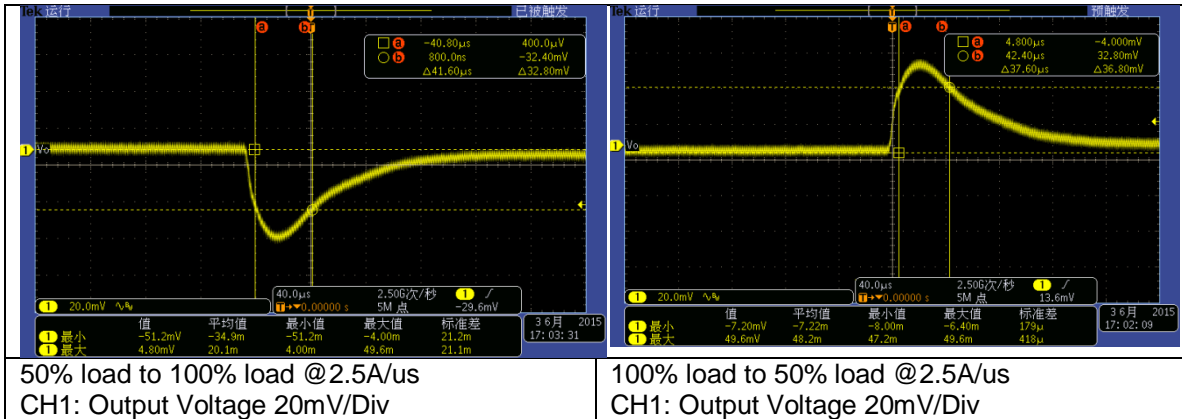 Tek 运行
已被触发
a
b
T
a -40.80µs 400.0µV
b 800.0ns -32.40mV
△41.60µs △32.80mV
1
Vo
1 20.0mV
40.0µs 2.50G次/秒 1
T→▼0.00000 s 5M 点 -29.6mV
值 平均值 最小值 最大值 标准差
1 最小 -51.2mV -34.9m -51.2m -4.00m 21.2m
1 最大 4.80mV 20.1m 4.00m 49.6m 21.1m
3 6月 2015
17:03:31
50% load to 100% load @2.5A/us
CH1: Output Voltage 20mV/Div
Tek 运行
预触发
T
a
b
a 4.800µs -4.000mV
b 42.40µs 32.80mV
△37.60µs △36.80mV
1
Vo
1 20.0mV
40.0µs 2.50G次/秒 1
T→▼0.00000 s 5M 点 13.6mV
值 平均值 最小值 最大值 标准差
1 最小 -7.20mV -7.22m -8.00m -6.40m 179µ
1 最大 49.6mV 48.2m 47.2m 49.6m 418µ
3 6月 2015
17:02:09
100% load to 50% load @2.5A/us
CH1: Output Voltage 20mV/Div